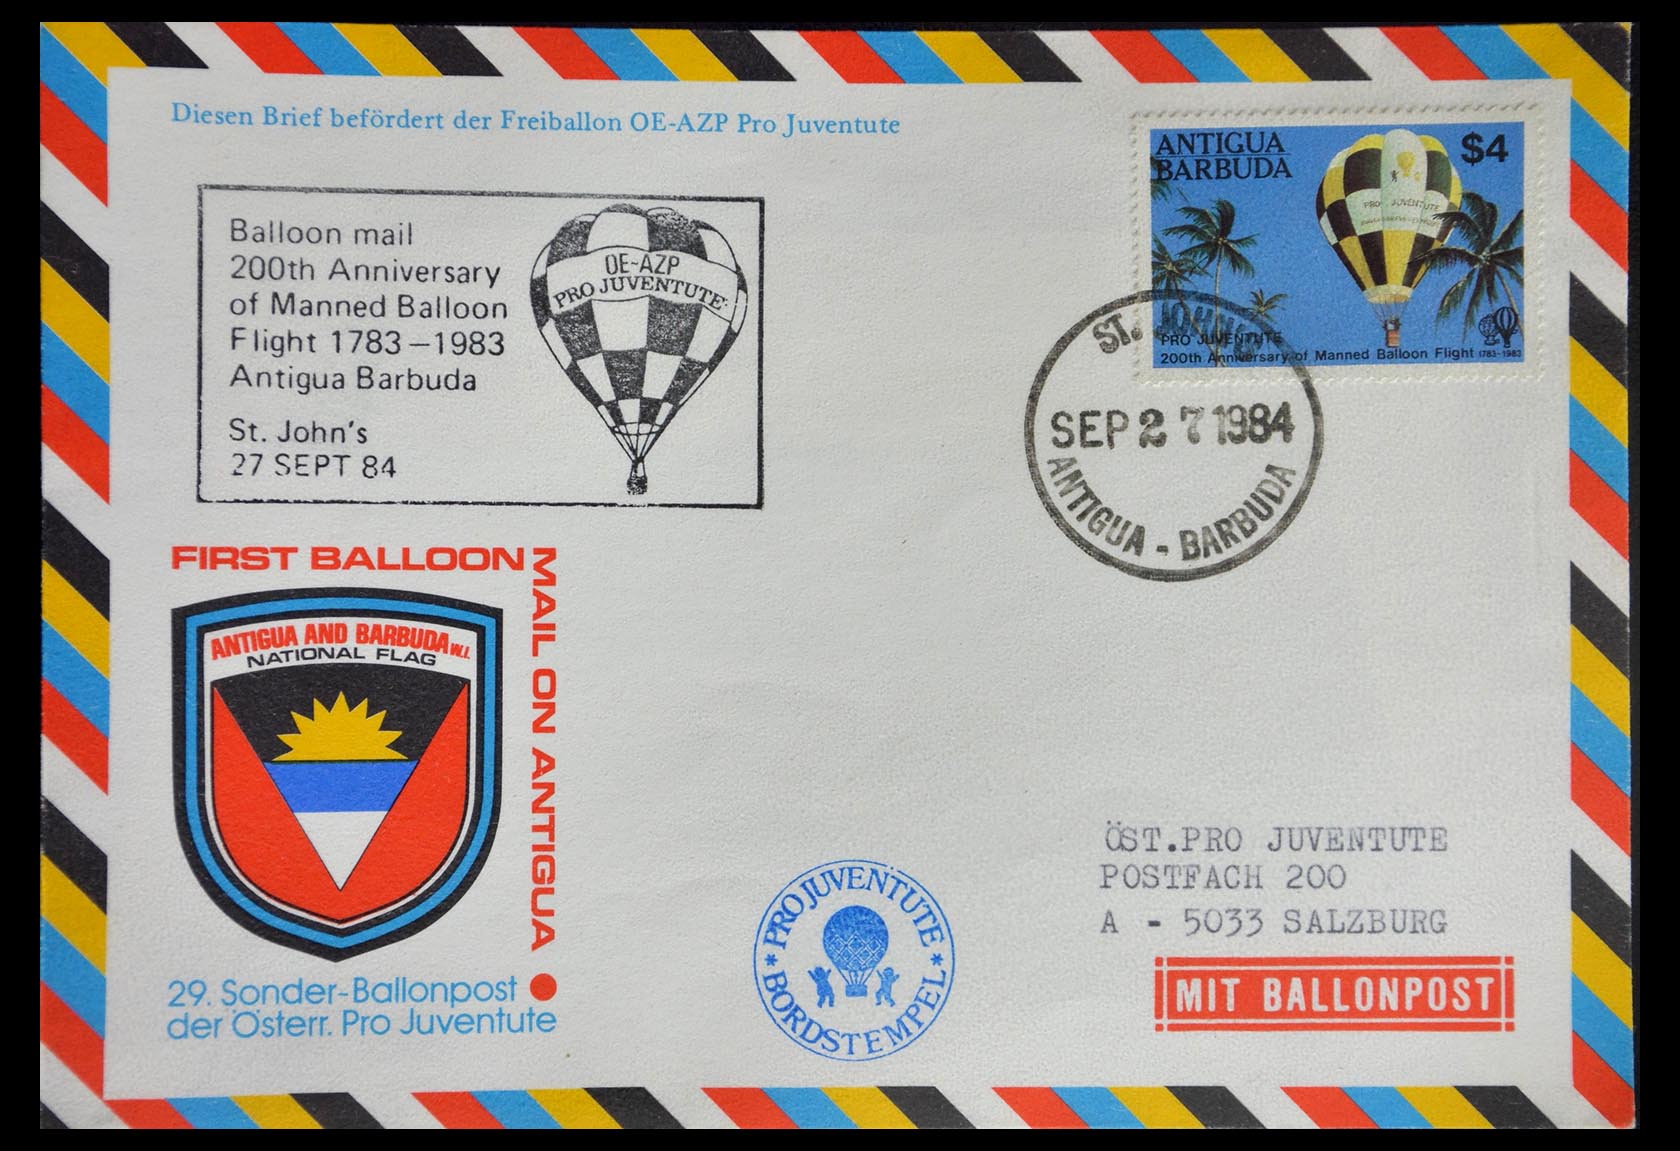 Diesen Brief befördert der Freiballon OE-AZP Pro Juventute
ANTIGUA
BARBUDA
$4
PRO JUVENTUTE
PRO JUVENTUTE
200th Anniversary of Manned Balloon Flight 1783-1983
Balloon mail
200th Anniversary
of Manned Balloon
Flight 1783–1983
Antigua Barbuda
St. John's
27 SEPT 84
OE-AZP
PRO JUVENTUTE
ST. JOHN'S
SEP 27 1984
ANTIGUA - BARBUDA
FIRST BALLOON
MAIL ON ANTIGUA
ANTIGUA AND BARBUDA W.I.
NATIONAL FLAG
29. Sonder-Ballonpost
der Österr. Pro Juventute
* PRO JUVENTUTE *
BORDSTEMPEL
ÖST.PRO JUVENTUTE
POSTFACH 200
A - 5033 SALZBURG
MIT BALLONPOST